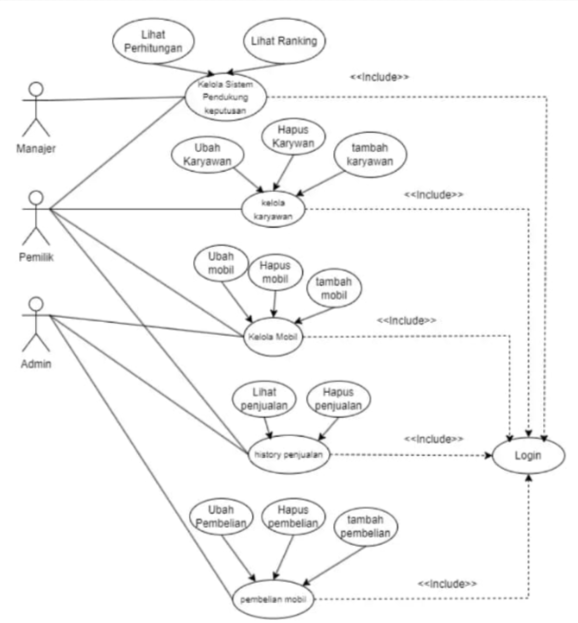 Lihat
Perhitungan
Lihat Ranking
Kelola Sistem
Pendukung
keputusan
<<Include>>
Manajer
Ubah
Karyawan
Hapus
Karywan
tambah
karyawan
kelola
karyawan
<<Include>>
Pemilik
Ubah
mobil
Hapus
mobil
tambah
mobil
Kelola Mobil
<<Include>>
Admin
Lihat
penjualan
Hapus
penjualan
history penjualan
<<Include>>
Login
Ubah
Pembelian
Hapus
pembelian
tambah
pembelian
pembelian mobil
<<Include>>